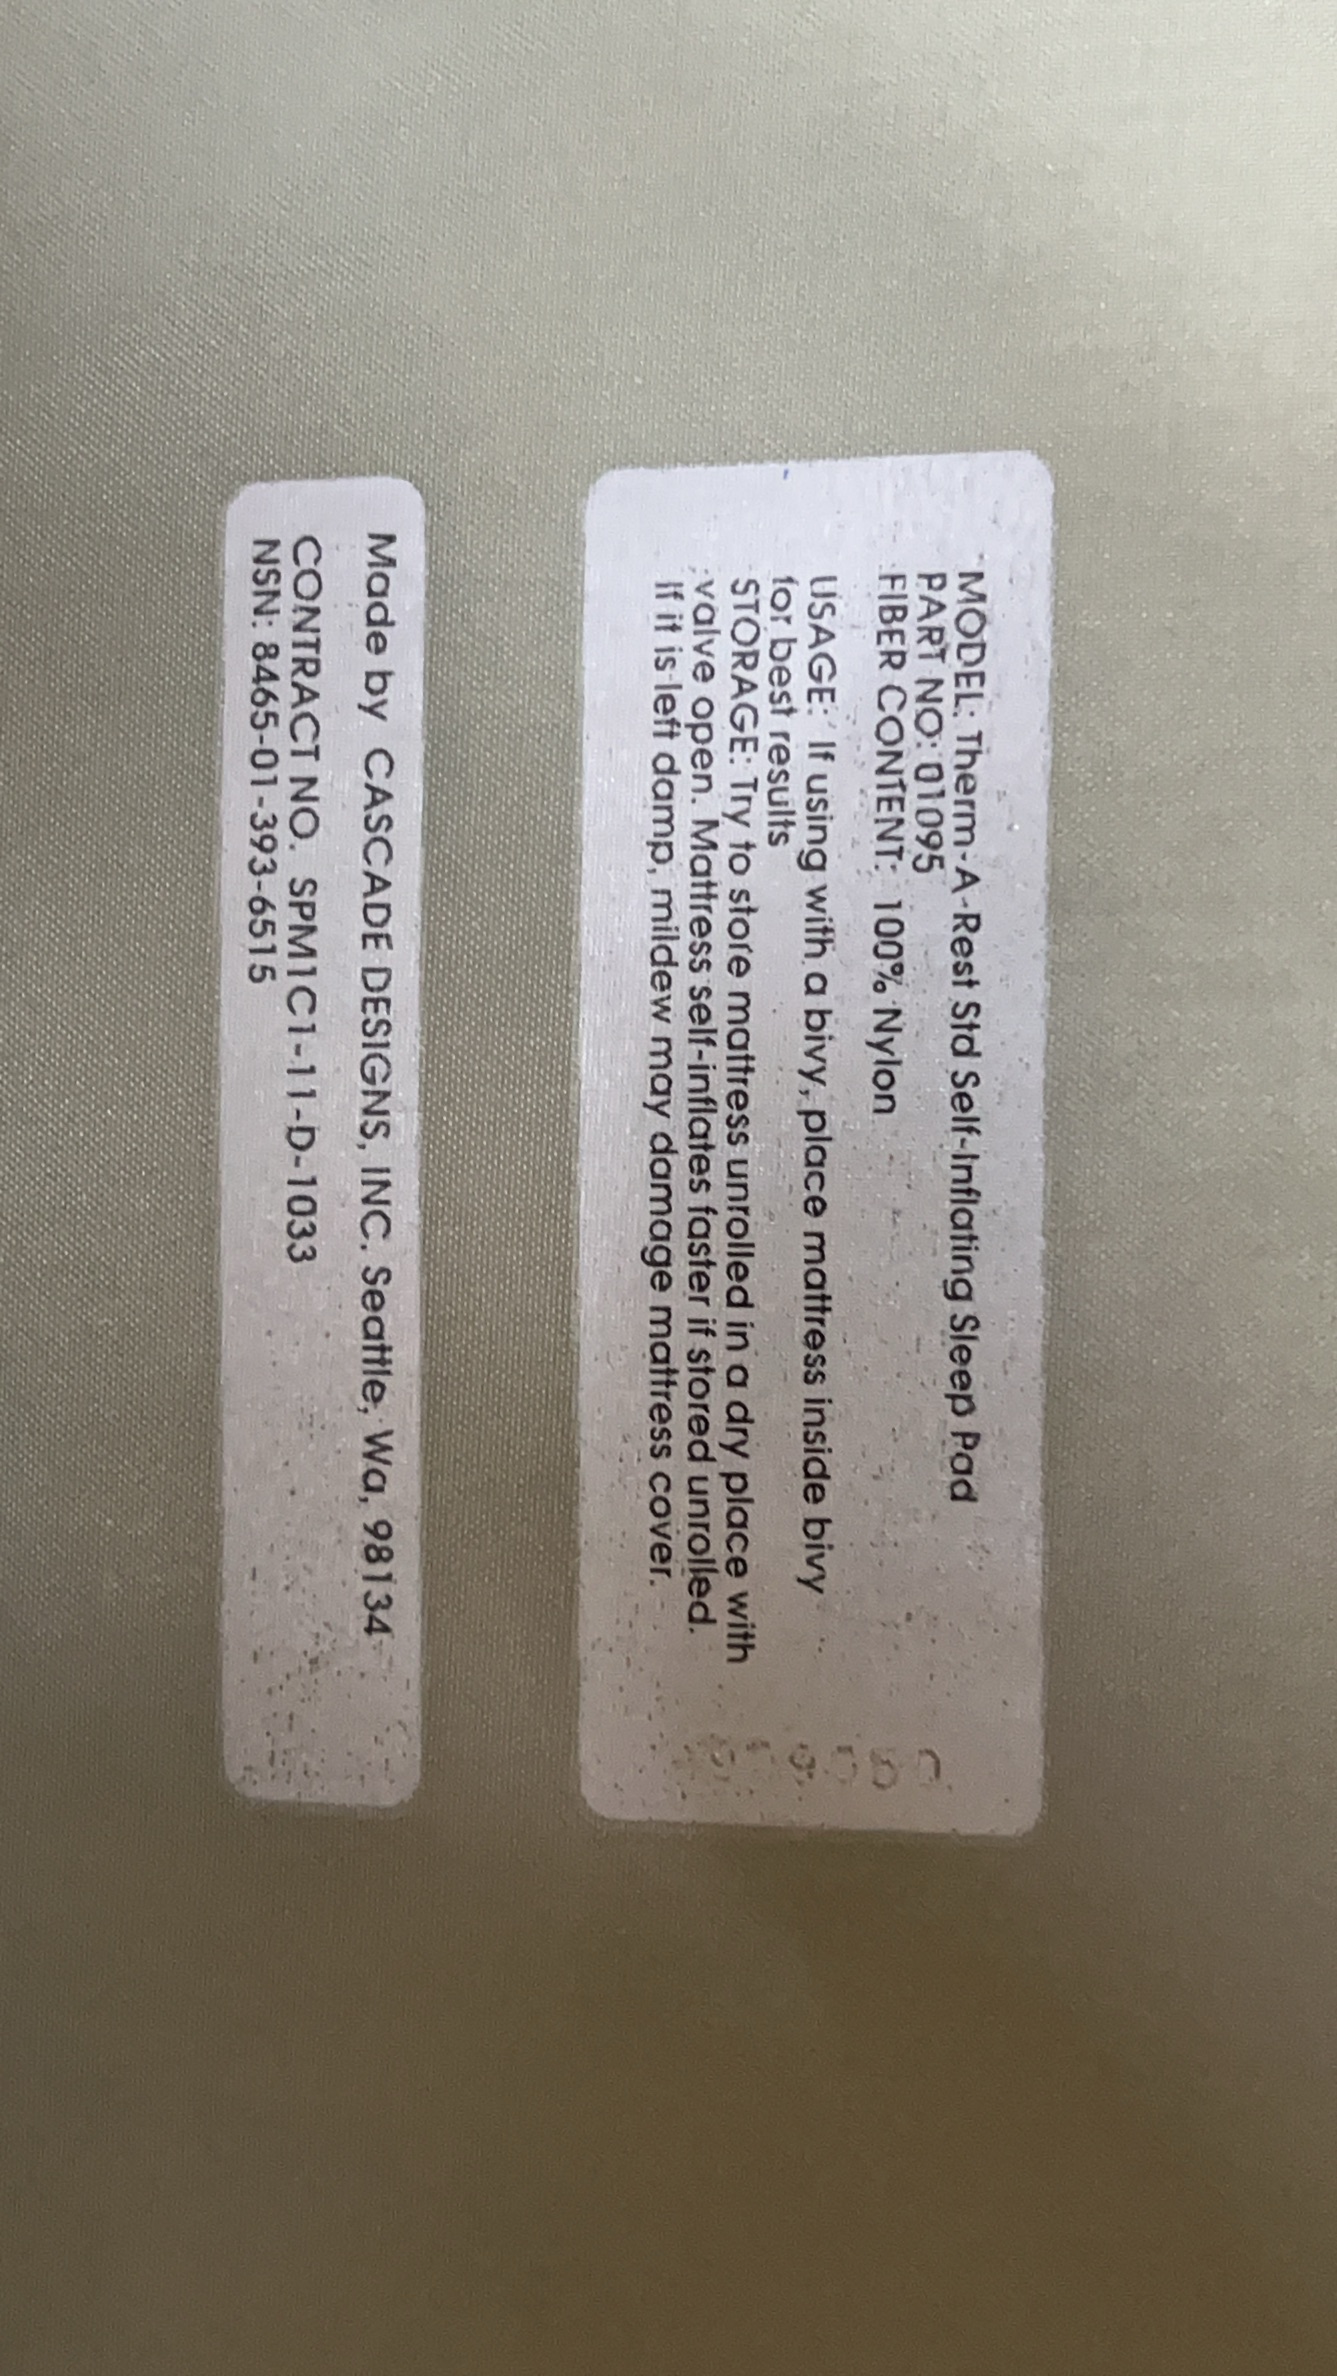 MODEL: Therm-A-Rest Std Self-Inflating Sleep Pad
PART NO: 01095
FIBER CONTENT: 100% Nylon
USAGE: If using with a bivy, place mattress inside bivy
for best results
STORAGE: Try to store mattress unrolled in a dry place with
valve open. Mattress self-inflates faster if stored unrolled.
If it is left damp, mildew may damage mattress cover.
Made by CASCADE DESIGNS, INC. Seattle, Wa, 98134
CONTRACT NO. SPM1C1-11-D-1033
NSN: 8465-01-393-6515